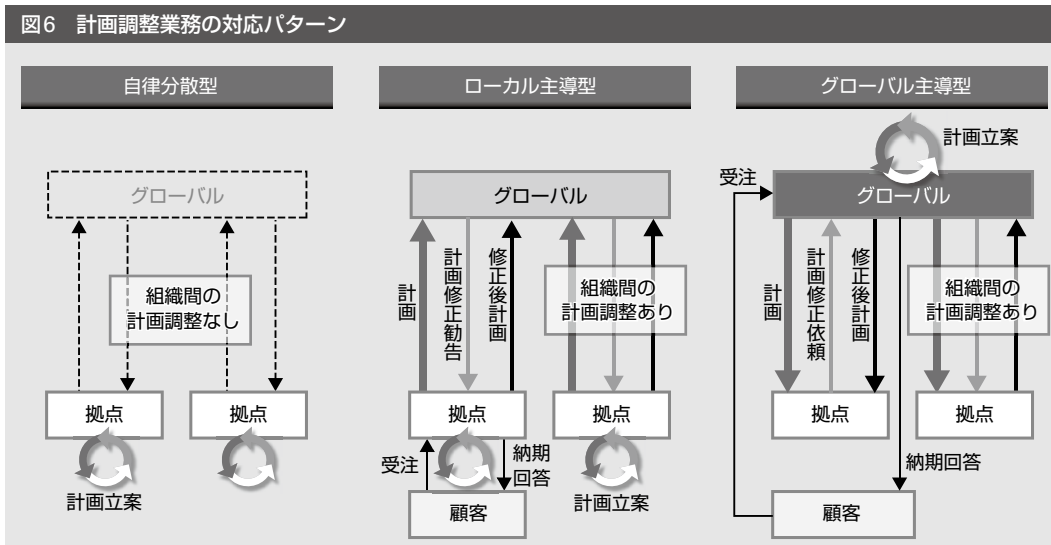 図6 計画調整業務の対応パターン
自律分散型
グローバル
組織間の
計画調整なし
拠点
拠点
計画立案
ローカル主導型
グローバル
計画
計画修正勧告
修正後計画
組織間の
計画調整あり
拠点
拠点
受注
納期
回答
計画立案
顧客
グローバル主導型
計画立案
受注
グローバル
計画
計画修正依頼
修正後計画
組織間の
計画調整あり
拠点
拠点
納期回答
顧客